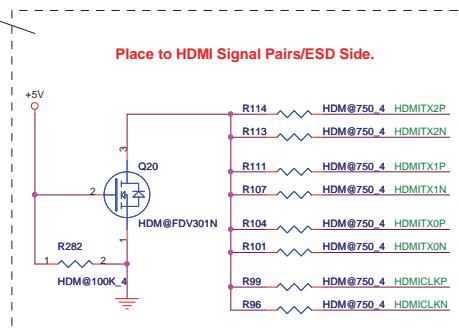 Place to HDMI Signal Pairs/ESD Side.
+5V
R114 HDM@750_4 HDMITX2P
R113 HDM@750_4 HDMITX2N
3
Q20
R111 HDM@750_4 HDMITX1P
2
R107 HDM@750_4 HDMITX1N
HDM@FDV301N
R104 HDM@750_4 HDMITX0P
1
R282
R101 HDM@750_4 HDMITX0N
1 2
HDM@100K_4
R99 HDM@750_4 HDMICLKP
R96 HDM@750_4 HDMICLKN